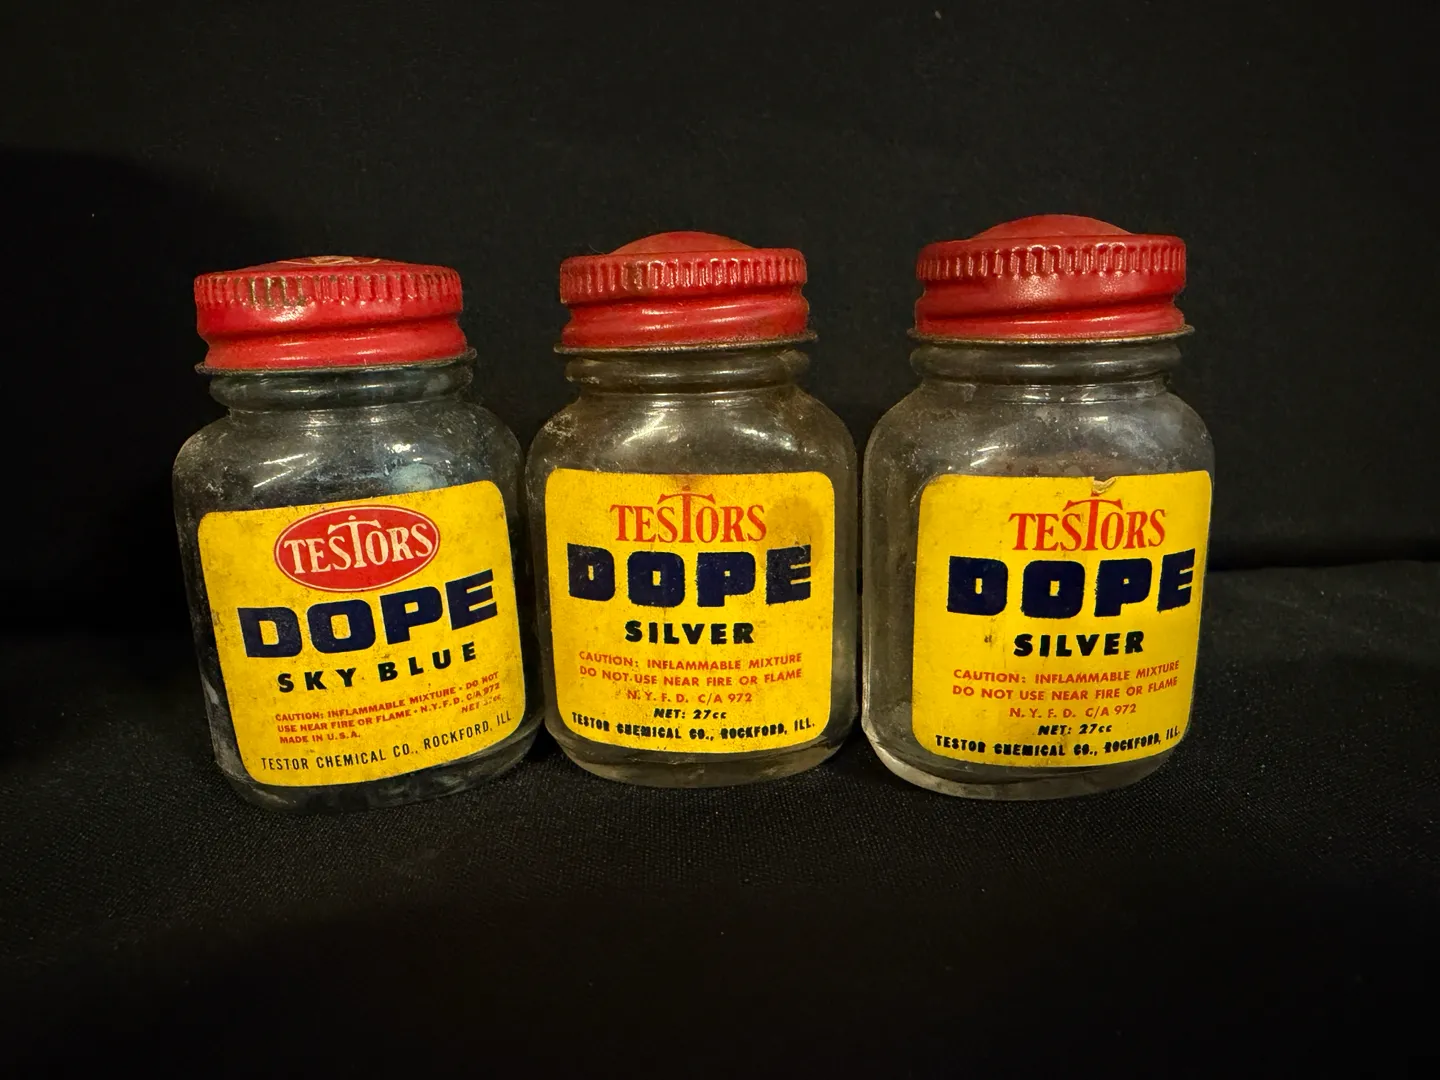 TESTORS
DOPE
SKY BLUE
CAUTION: INFLAMMABLE MIXTURE • DO NOT
USE NEAR FIRE OR FLAME • N.Y.F.D. C/A 972
MADE IN U.S.A.
NET
TESTOR CHEMICAL CO., ROCKFORD, ILL
TESTORS
DOPE
SILVER
CAUTION: INFLAMMABLE MIXTURE
DO NOT USE NEAR FIRE OR FLAME
N.Y.F.D. C/A 972
NET: 27cc
TESTOR CHEMICAL CO., ROCKFORD, ILL.
TESTORS
DOPE
SILVER
CAUTION: INFLAMMABLE MIXTURE
DO NOT USE NEAR FIRE OR FLAME
N.Y.F.D. C/A 972
NET: 27cc
TESTOR CHEMICAL CO., ROCKFORD, ILL.